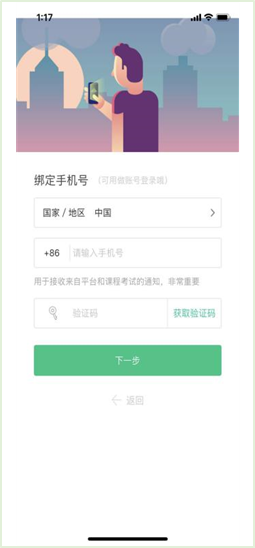 1:17
绑定手机号 (可用做账号登录端)
国家 / 地区 中国
+86 请输入手机号
用于接收来自平台和课程考试的通知，非常重要
验证码 获取验证码
下一步
返回